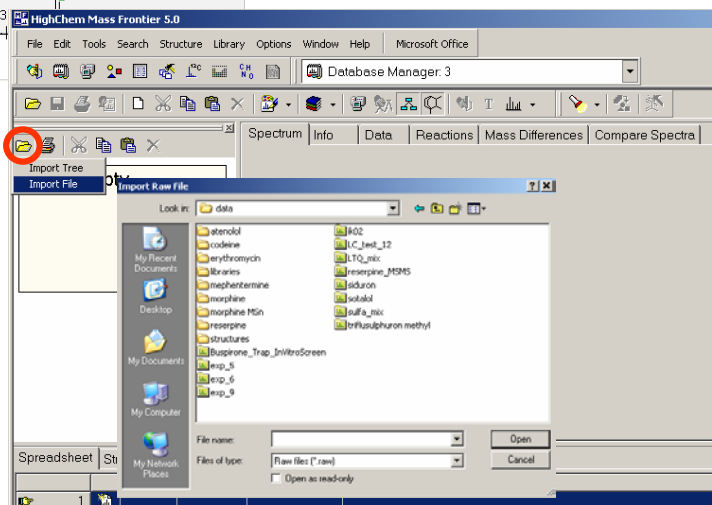 3
HighChem Mass Frontier 5.0
File Edit Tools Search Structure Library Options Window Help Microsoft Office
Database Manager: 3
Spectrum Info Data Reactions Mass Differences Compare Spectra
Import Tree
Import File
pty
Import Raw File
Look in: data
My Recent Documents
Desktop
My Documents
My Computer
My Network Places
atenolol
codeine
erythromycin
libraries
mephentermine
morphine
morphine MSn
reserpine
structures
Buspirone_Trap_InVitroScreen
exp_5
exp_6
exp_9
ik02
LC_test_12
LTQ_mix
reserpine_MSMS
siduron
sotalol
sulfa_mix
triflusulphuron methyl
File name: Open
Files of type: Raw files (*.raw) Cancel
Open as read-only
Spreadsheet St
1